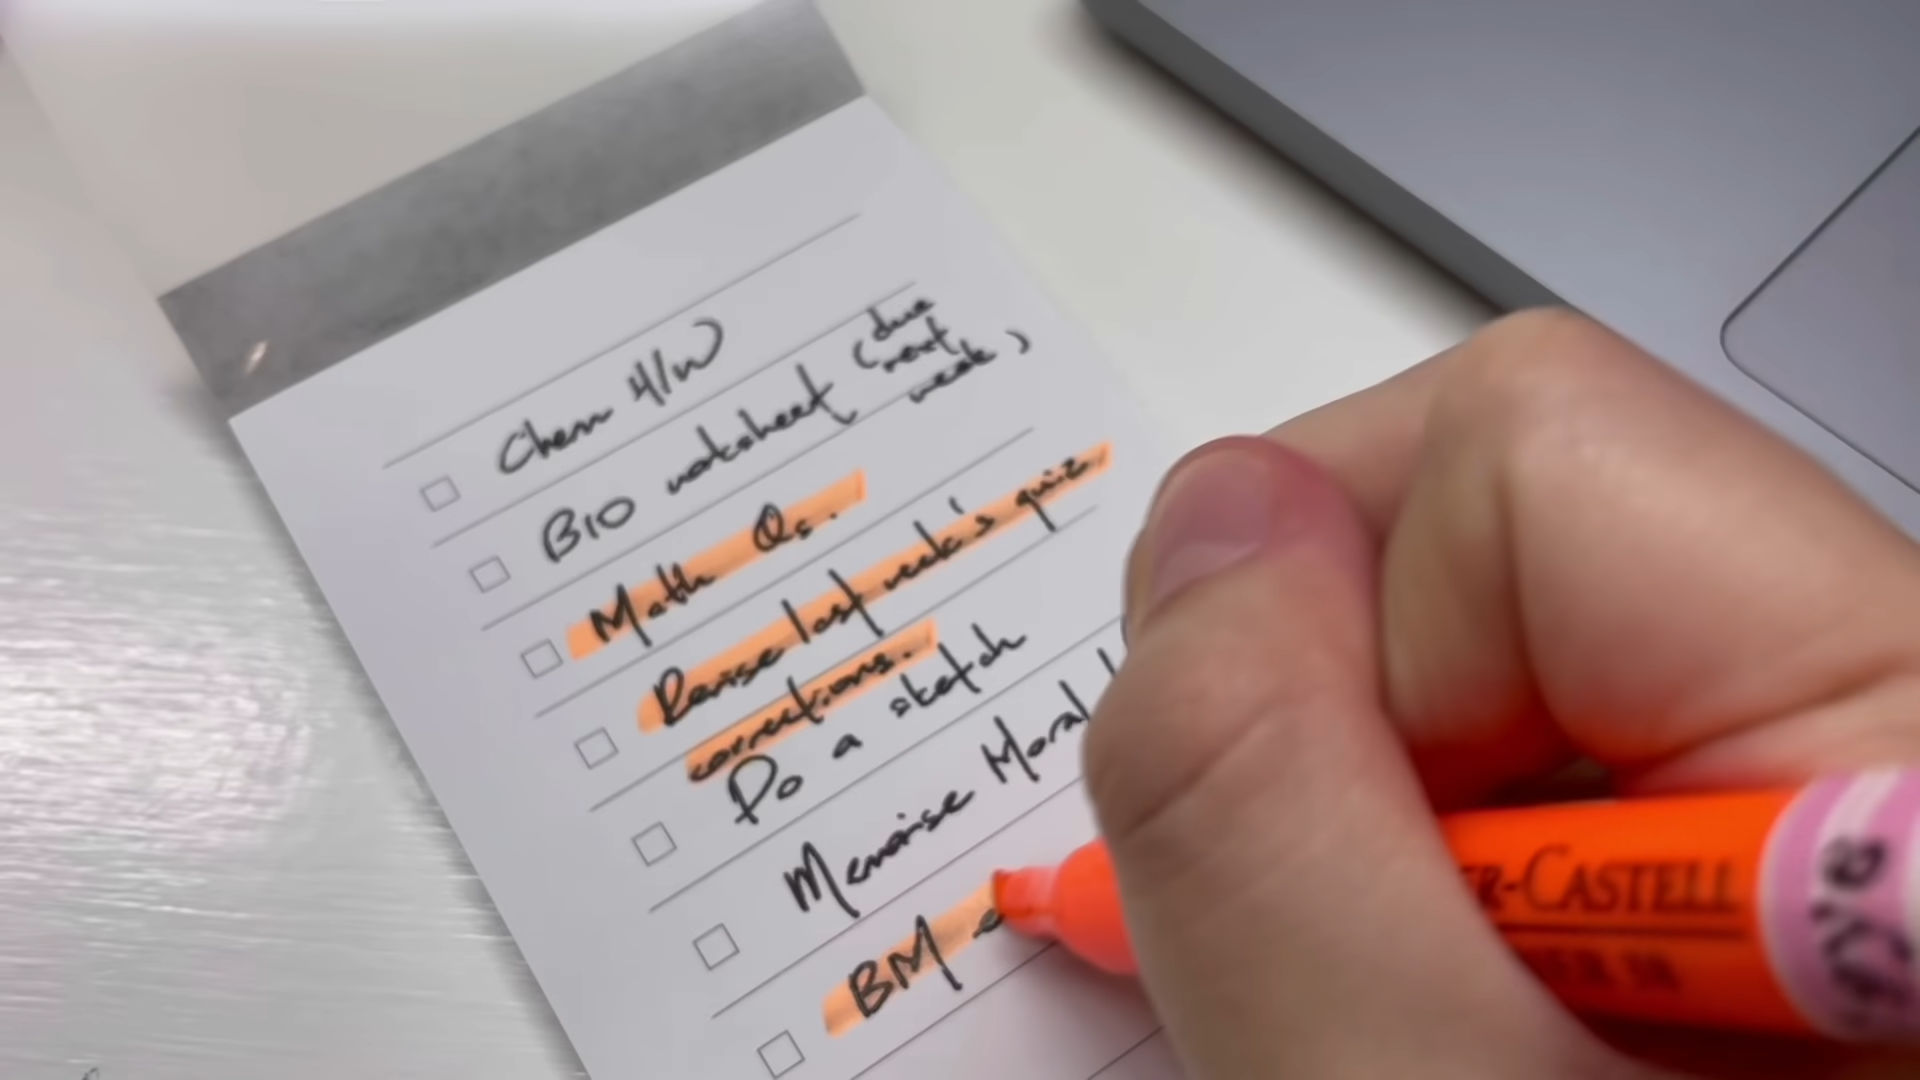 Chem H/W
BIO worksheet (due
next
week)
Math Qs.
Revise last week's quiz
corrections.
Do a sketch
Memorise Moral
BM
ER-CASTELL